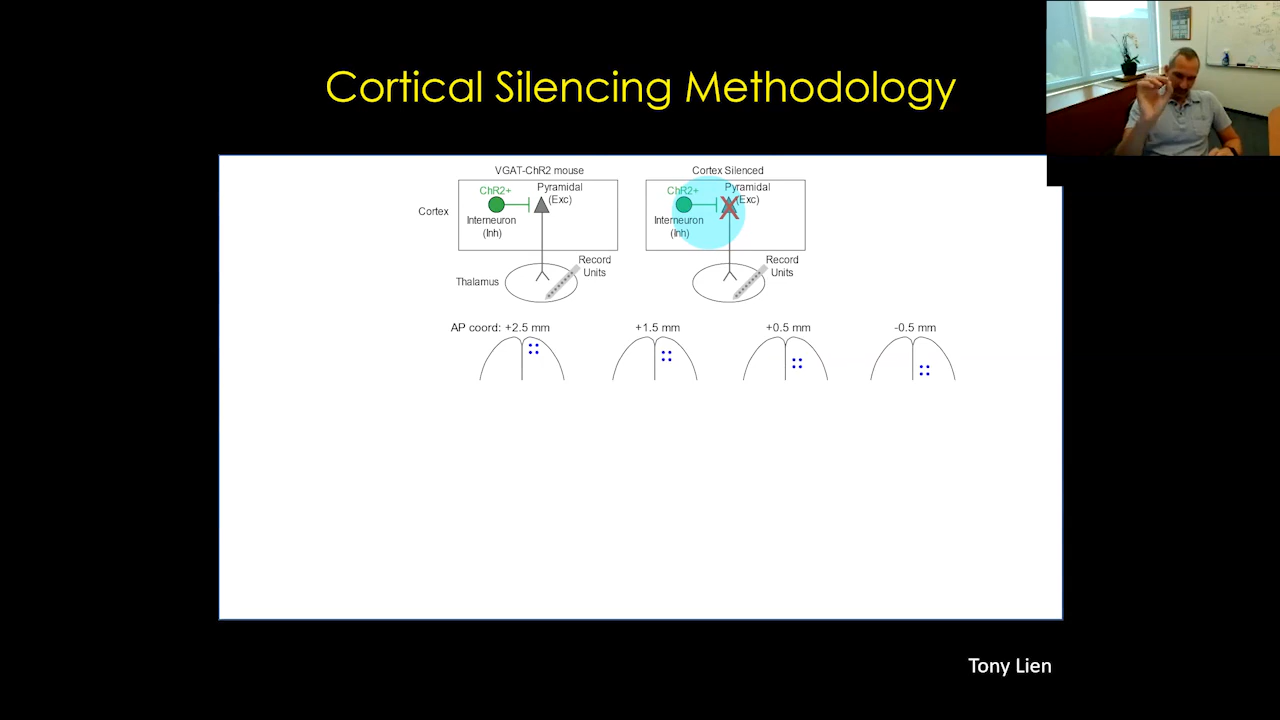 Cortical Silencing Methodology
VGAT-ChR2 mouse
Cortex
ChR2+
Pyramidal
(Exc)
Interneuron
(Inh)
Thalamus
Record
Units
Cortex Silenced
ChR2+
Pyramidal
(Exc)
X
Interneuron
(Inh)
Record
Units
AP coord: +2.5 mm
+1.5 mm
+0.5 mm
-0.5 mm
Tony Lien